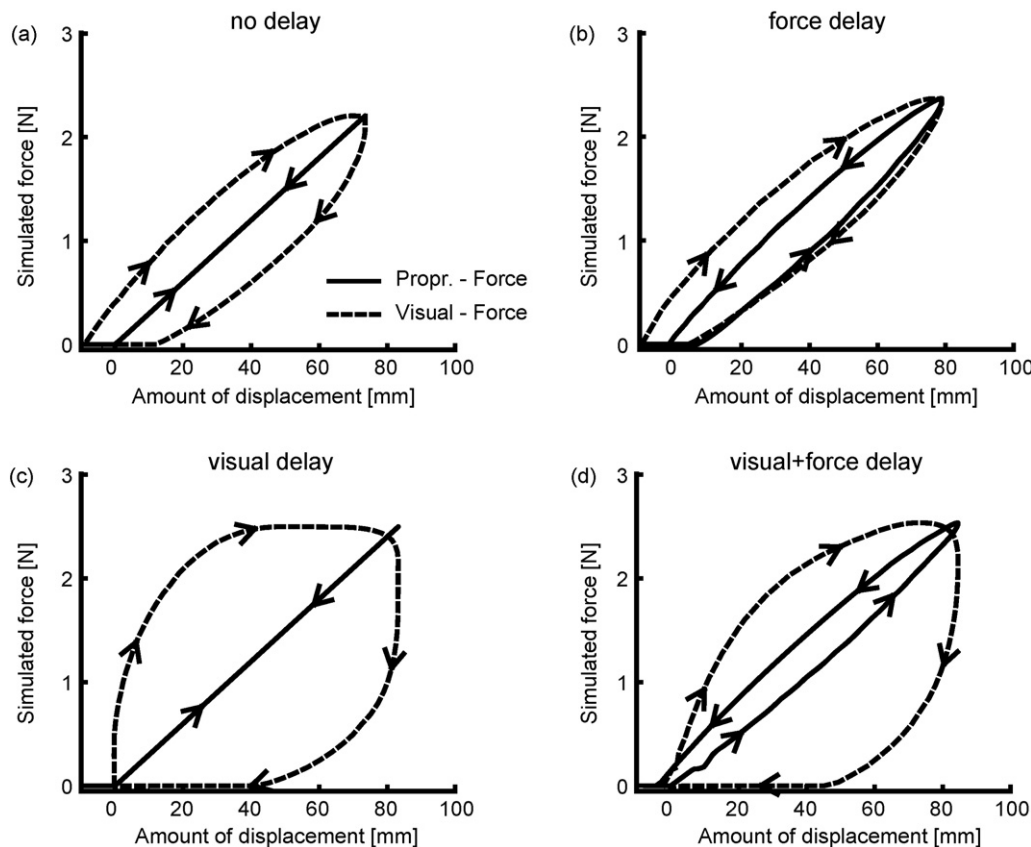 (a)
no delay
3
2
1
0
Simulated force [N]
0 20 40 60 80 100
Amount of displacement [mm]
Propr. - Force
Visual - Force
(b)
force delay
3
2
1
0
Simulated force [N]
0 20 40 60 80 100
Amount of displacement [mm]
(c)
visual delay
3
2
1
0
Simulated force [N]
0 20 40 60 80 100
Amount of displacement [mm]
(d)
visual+force delay
3
2
1
0
Simulated force [N]
0 20 40 60 80 100
Amount of displacement [mm]